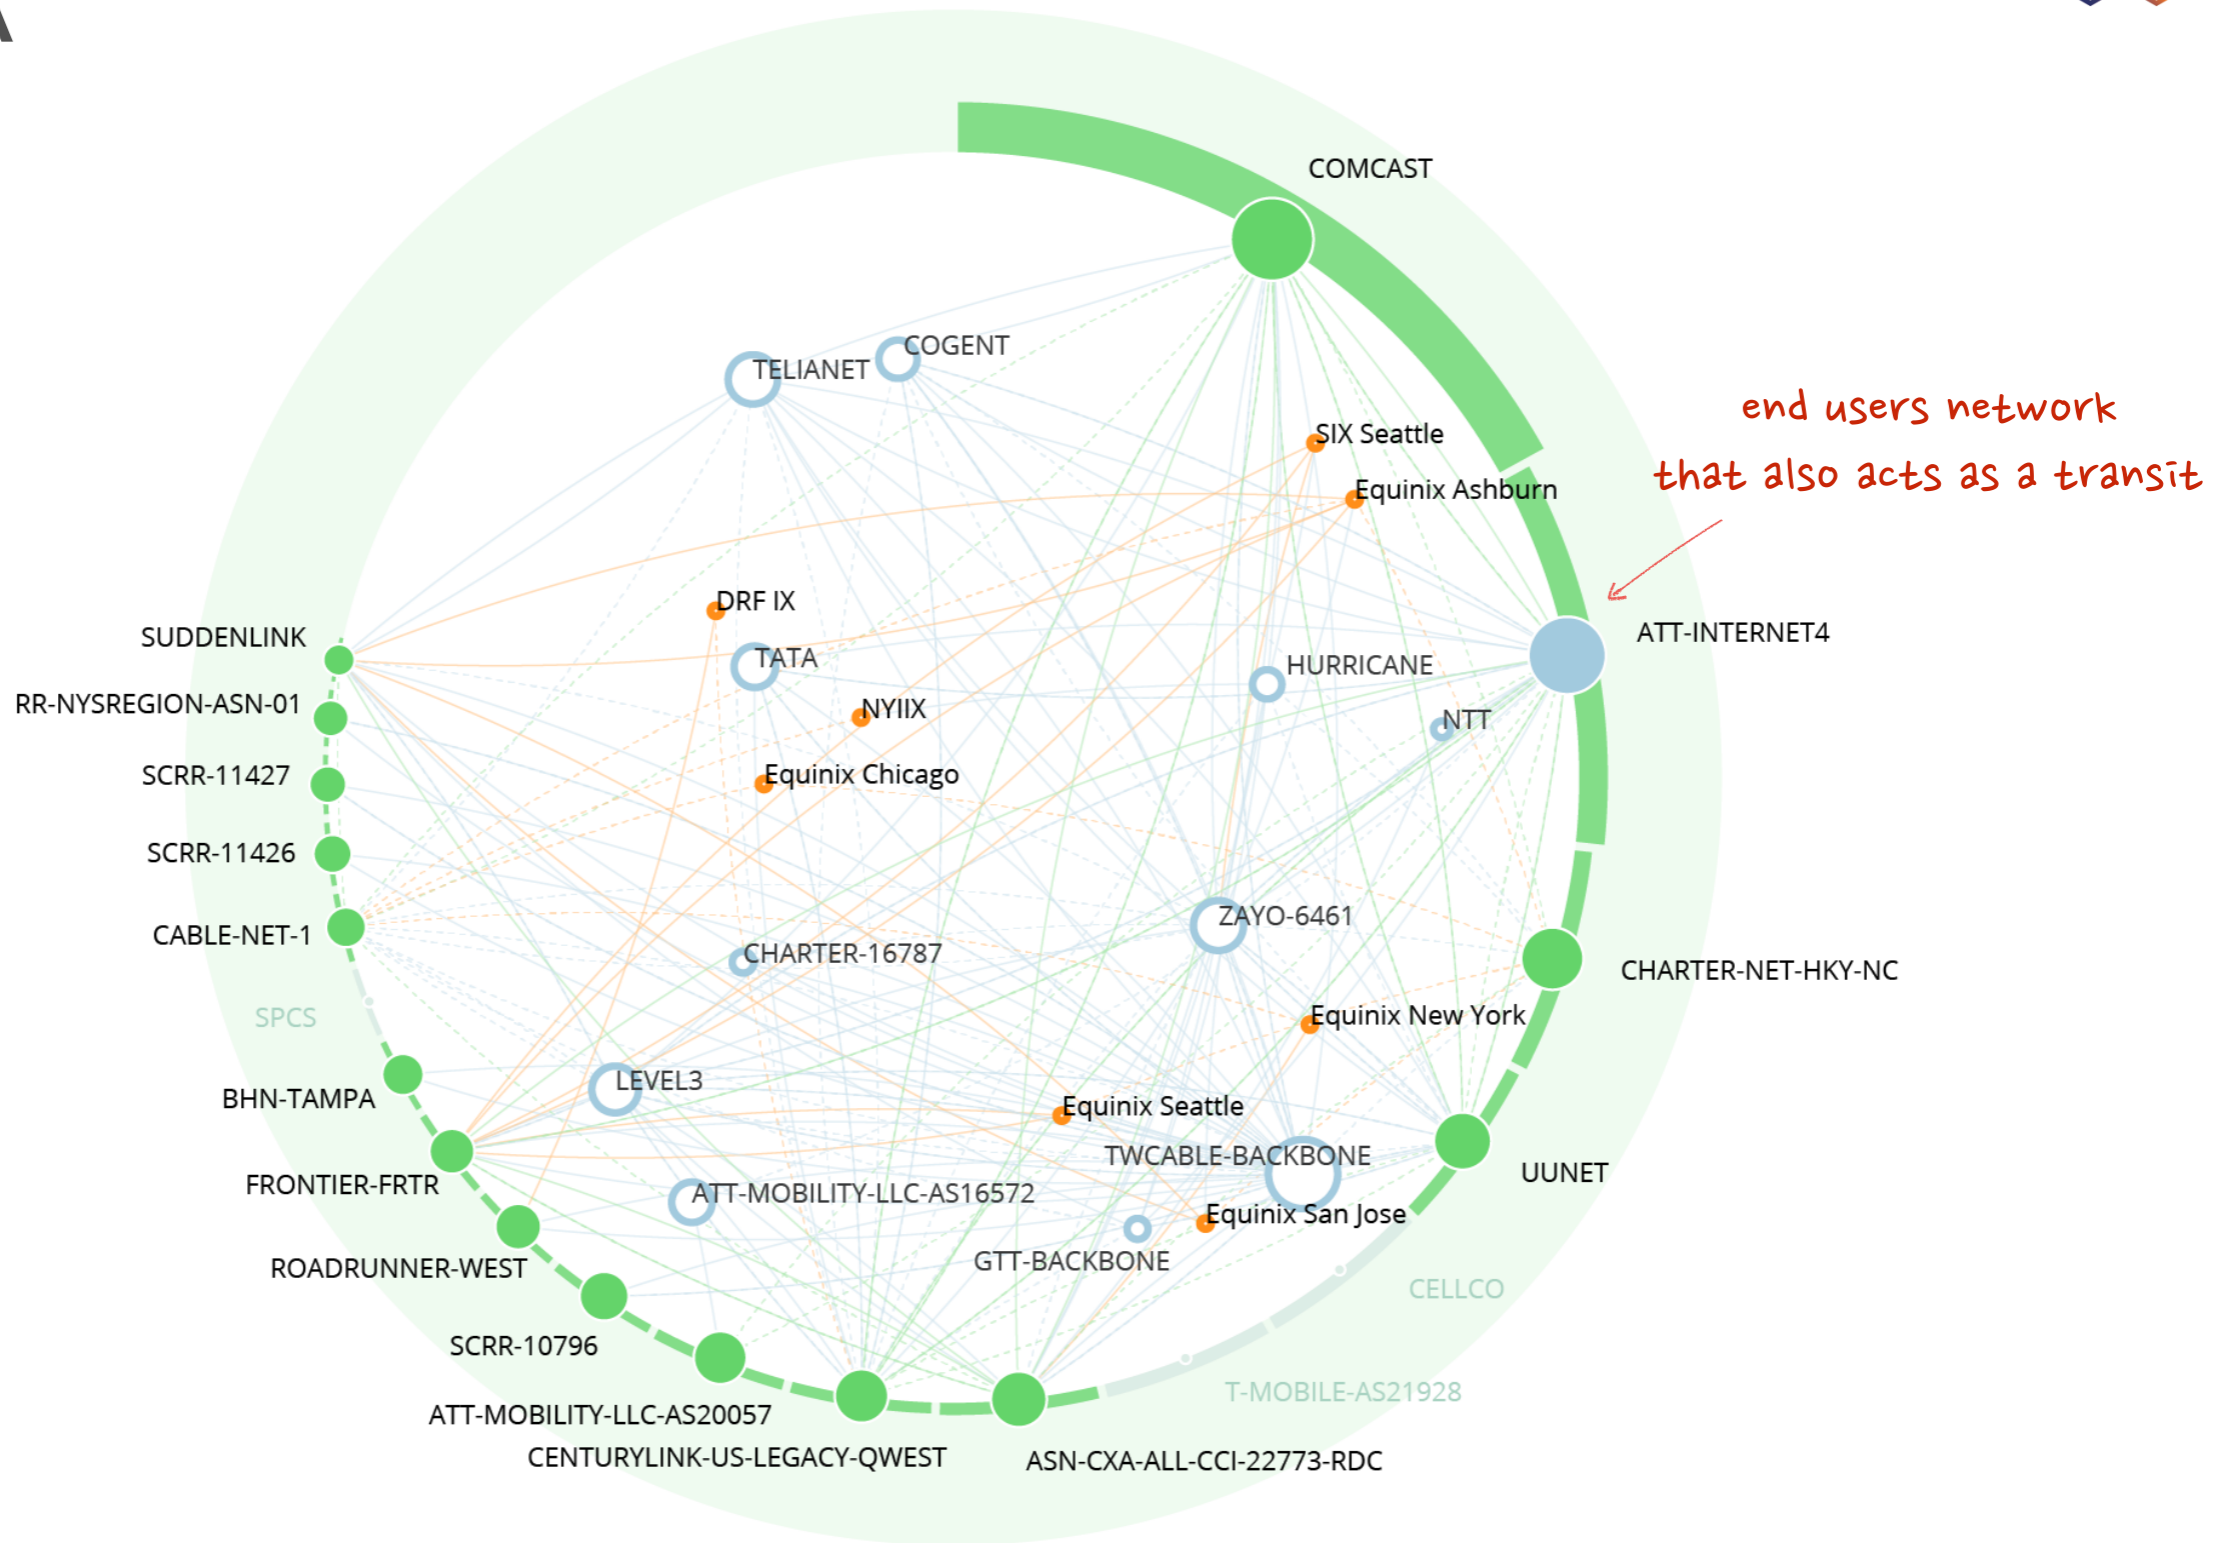 COMCAST
COGENT
TELIANET
end users network
SIX Seattle
that also acts as a transit
Equinix Ashburn
DRF IX
ATT-INTERNET4
SUDDENLINK
TATA
HURRICANE
RR-NYSREGION-ASN-01
NYIIX
NTT
SCRR-11427
Equinix Chicago
SCRR-11426
ZAYO-6461
CABLE-NET-1
CHARTER-16787
CHARTER-NET-HKY-NC
SPCS
Equinix New York
LEVEL3
BHN-TAMPA
Equinix Seattle
TWCABLE-BACKBONE
UUNET
FRONTIER-FRTR
ATT-MOBILITY-LLC-AS16572
Equinix San Jose
GTT-BACKBONE
ROADRUNNER-WEST
CELLCO
SCRR-10796
T-MOBILE-AS21928
ATT-MOBILITY-LLC-AS20057
CENTURYLINK-US-LEGACY-QWEST
ASN-CXA-ALL-CCI-22773-RDC